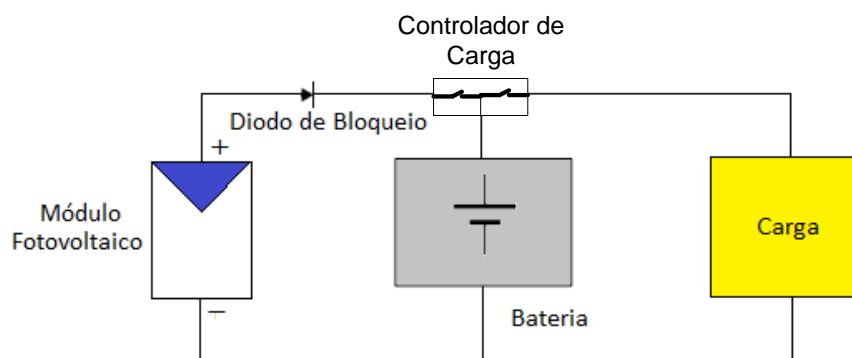 Controlador de
Carga
Diodo de Bloqueio
+
Módulo
Fotovoltaico
Carga
−
Bateria